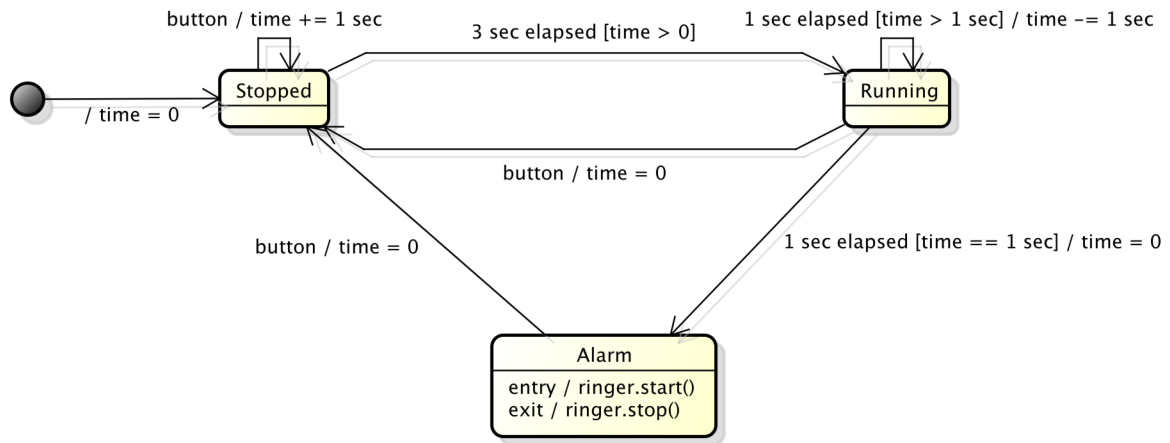 button / time += 1 sec
1 sec elapsed [time > 1 sec] / time -= 1 sec
3 sec elapsed [time > 0]
Stopped
Running
/ time = 0
button / time = 0
button / time = 0
1 sec elapsed [time == 1 sec] / time = 0
Alarm
entry / ringer.start()
exit / ringer.stop()